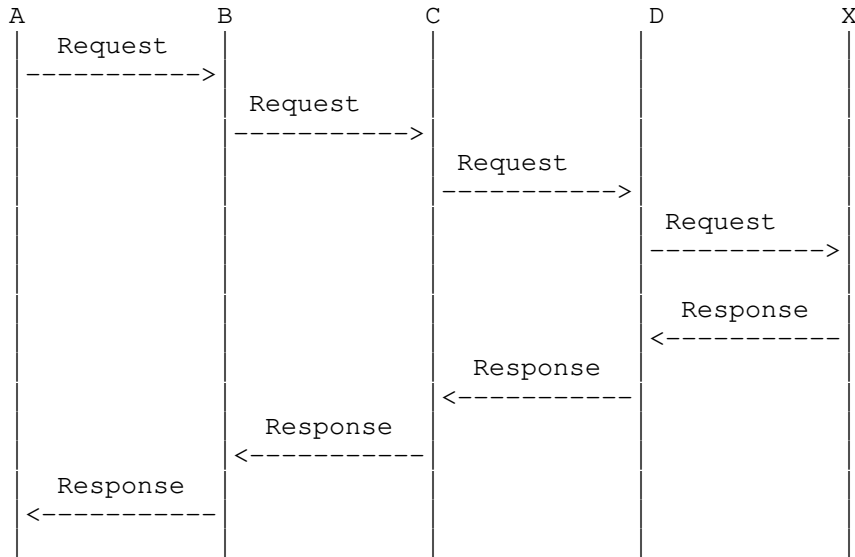 A B C D X
Request
----------->
Request
----------->
Request
----------->
Request
----------->
Response
<-----------
Response
<-----------
Response
<-----------
Response
<-----------